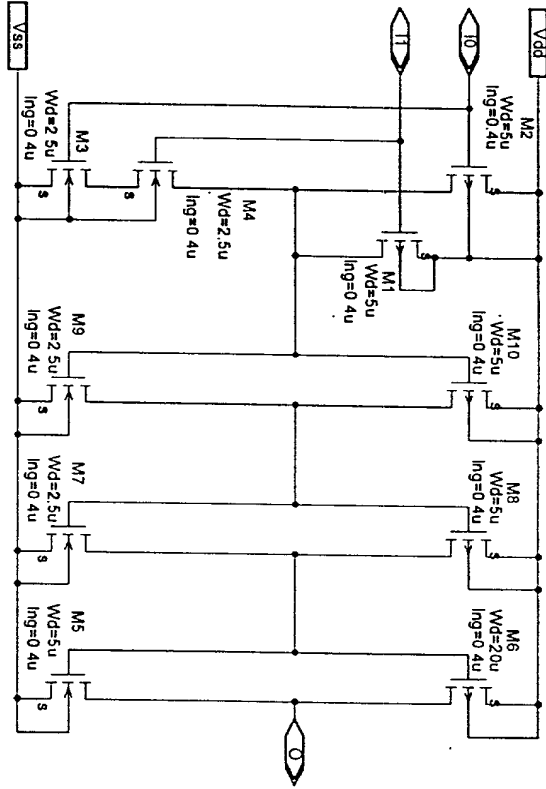 Vdd
M2
Wd=5u
lng=0.4u
s
M10
Wd=5u
lng=0 4u
s
M8
Wd=5u
lng=0 4u
s
M6
Wd=20u
lng=0 4u
s
I0
s
M1
Wd=5u
lng=0 4u
I1
O
M4
Wd=2.5u
lng=0 4u
s
M3
Wd=2 5u
lng=0 4u
s
M9
Wd=2 5u
lng=0 4u
s
M7
Wd=2.5u
lng=0 4u
s
M5
Wd=5u
lng=0 4u
s
Vss